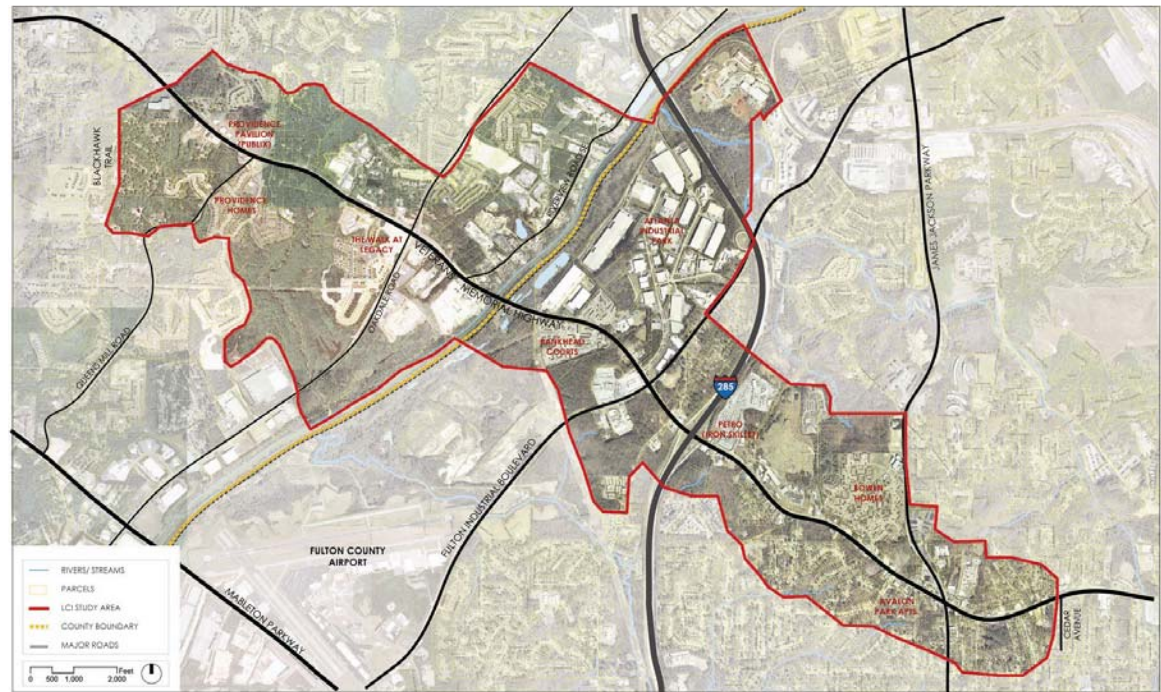 BLACKHAWK
TRAIL
PROVIDENCE
PAVILION
(PUBLIX)
PROVIDENCE
HOMES
THE WALK AT
LEGACY
OAKDALE ROAD
QUEENS MILL ROAD
RIVERVIEW ROAD SE
VETERANS MEMORIAL HIGHWAY
ATLANTA
INDUSTRIAL
PARK
BANKHEAD
COURTS
JAMES JACKSON PARKWAY
285
PETRO
(IRON SKILLET)
BOWEN
HOMES
AVALON
PARK APTS.
CEDAR
AVENUE
FULTON INDUSTRIAL BOULEVARD
FULTON COUNTY
AIRPORT
MABLETON PARKWAY
RIVERS/ STREAMS
PARCELS
LCI STUDY AREA
COUNTY BOUNDARY
MAJOR ROADS
Feet
0 500 1,000 2,000